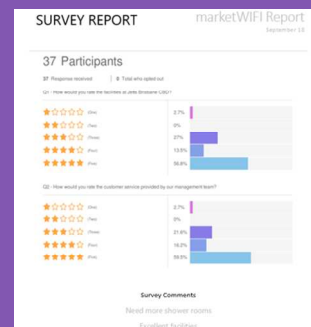 SURVEY REPORT
marketWIFI Report
September 18
37 Participants
37 Response received
0 Total who opted out
Q1 - How would you rate the facilities at Jetts Brisbane CBD?
(One)
2.7%
(Two)
0%
(Three)
27%
(Four)
13.5%
(Five)
56.8%
Q2 - How would you rate the customer service provided by our management team?
(One)
2.7%
(Two)
0%
(Three)
21.6%
(Four)
16.2%
(Five)
59.5%
Survey Comments
Need more shower rooms
Excellent facilities